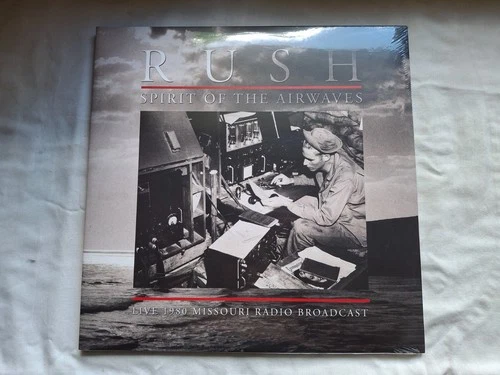 RUSH
SPIRIT OF THE AIRWAVES
LIVE 1980 MISSOURI RADIO BROADCAST